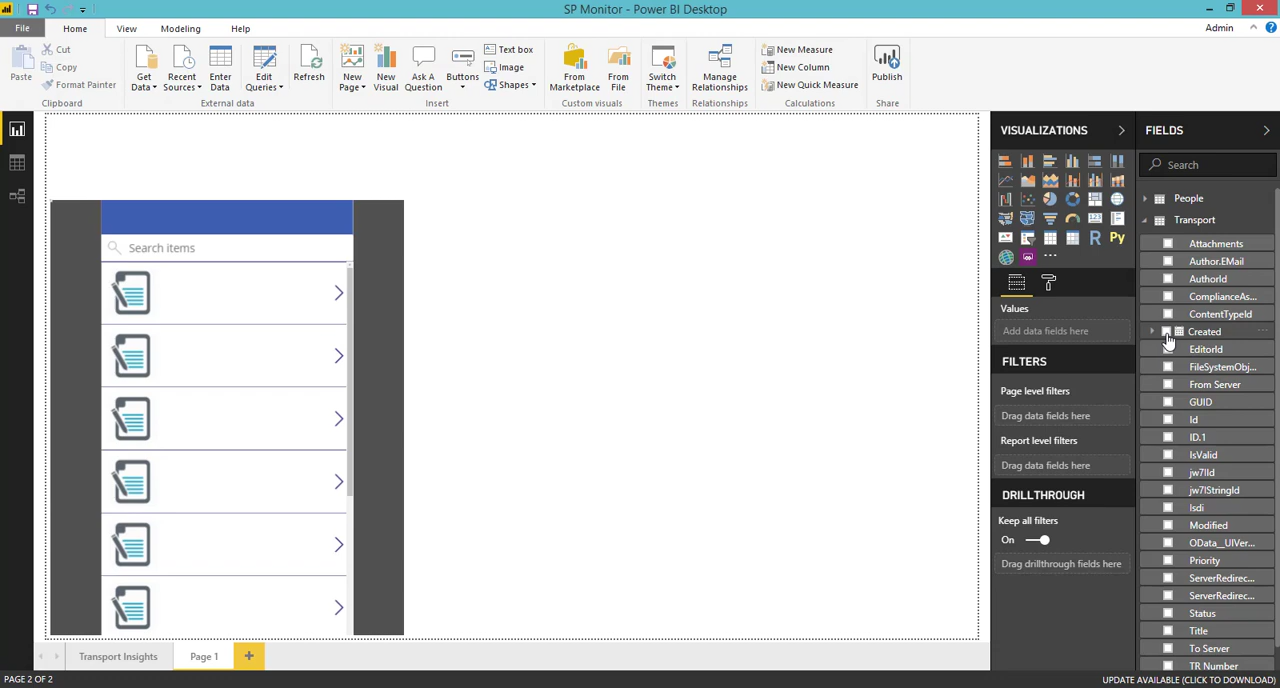 SP Monitor - Power BI Desktop
File Home View Modeling Help Admin
Paste
Cut
Copy
Format Painter
Clipboard
Get Data
Recent Sources
Enter Data
Edit Queries
Refresh
External data
New Page
New Visual
Ask A Question
Buttons
Text box
Image
Shapes
Insert
From Marketplace
From File
Custom visuals
Switch Theme
Themes
Manage Relationships
Relationships
New Measure
New Column
New Quick Measure
Calculations
Publish
Share
Search items
VISUALIZATIONS
R Py
Values
Add data fields here
FILTERS
Page level filters
Drag data fields here
Report level filters
Drag data fields here
DRILLTHROUGH
Keep all filters
On
Drag drillthrough fields here
FIELDS
Search
People
Transport
Attachments
Author.EMail
AuthorId
ComplianceAs...
ContentTypeId
Created
EditorId
FileSystemObj...
From Server
GUID
Id
ID.1
IsValid
jw7lId
jw7lStringId
lsdi
Modified
OData__UIVer...
Priority
ServerRedirec...
ServerRedirec...
Status
Title
To Server
TR Number
Transport Insights Page 1
PAGE 2 OF 2
UPDATE AVAILABLE (CLICK TO DOWNLOAD)